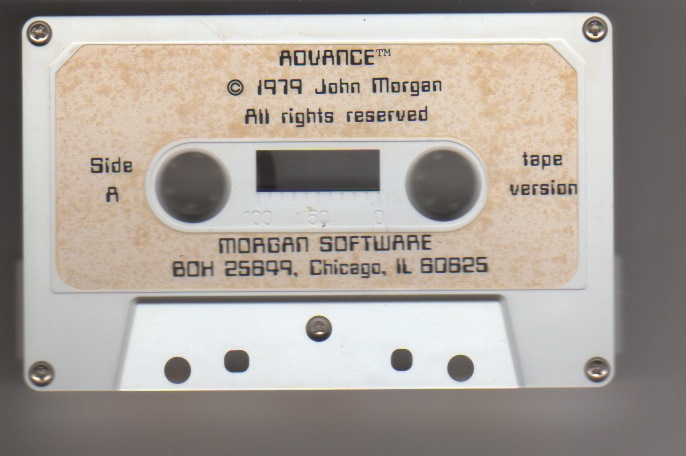 ADVANCE™
© 1979 John Morgan
All rights reserved
Side
A
tape
version
100 50 0
MORGAN SOFTWARE
BOX 25899, Chicago, IL 60625